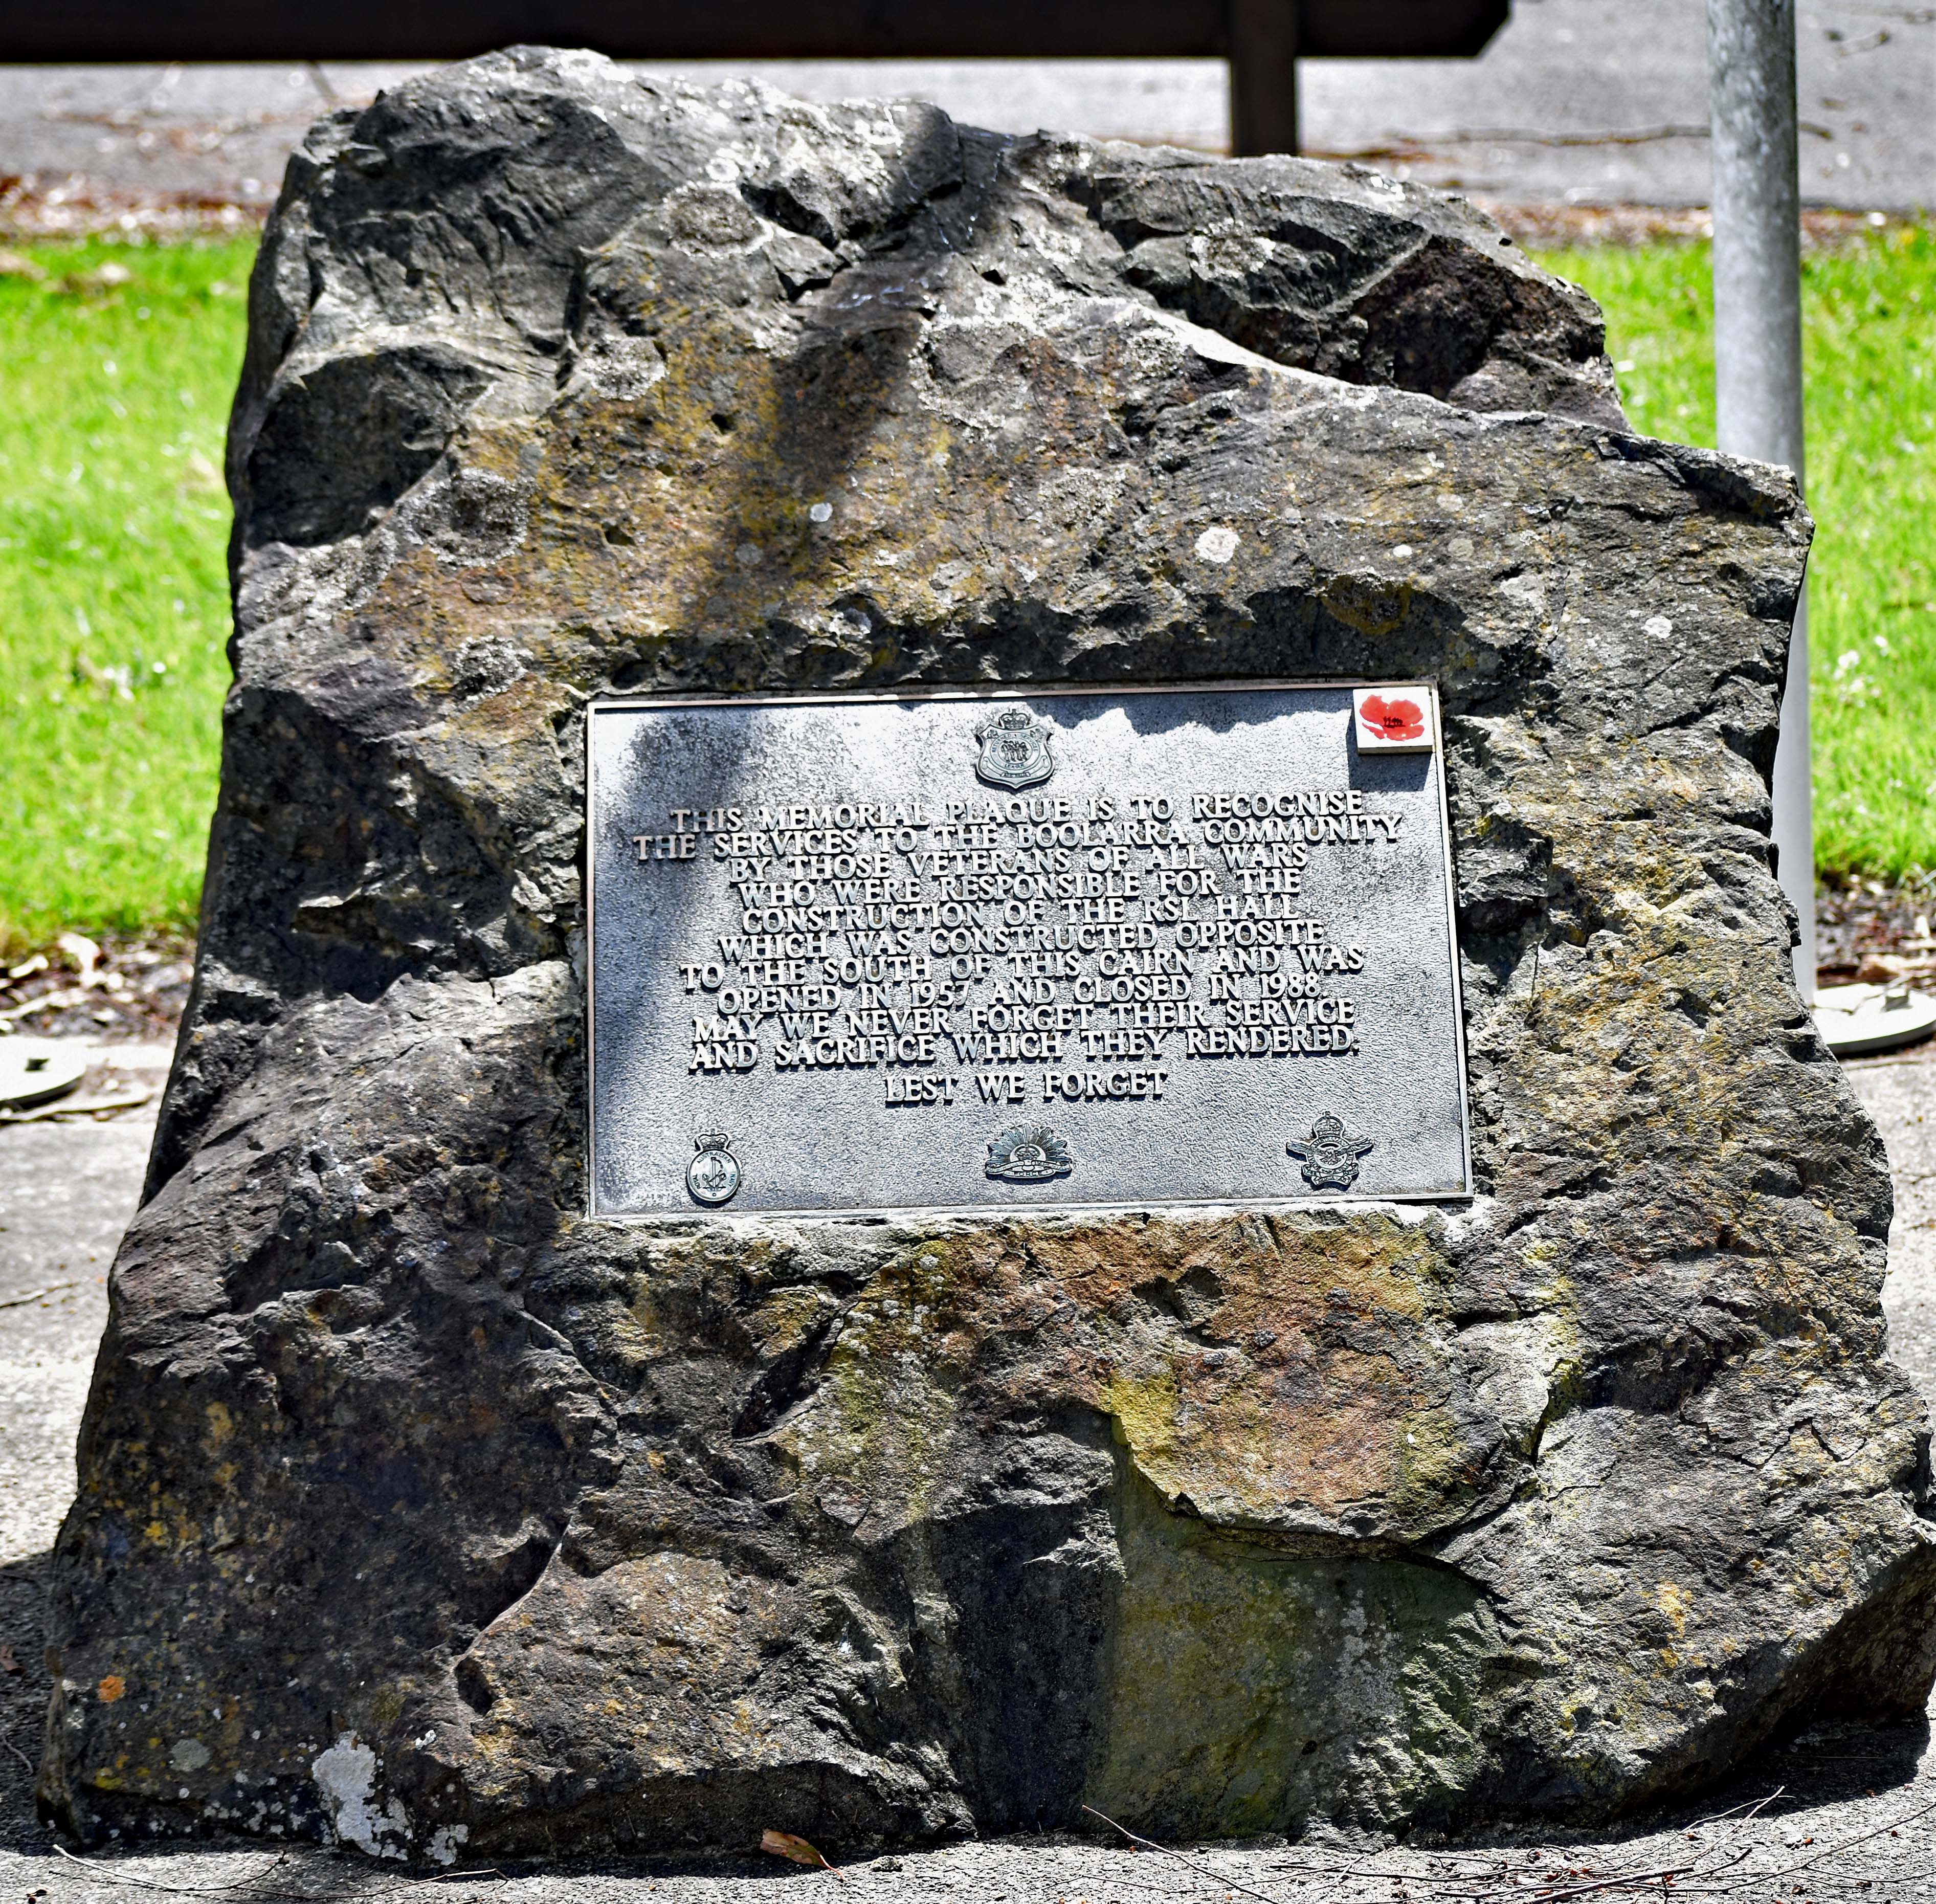 THIS MEMORIAL PLAQUE IS TO RECOGNISE
THE SERVICES TO THE BOOLARRA COMMUNITY
BY THOSE VETERANS OF ALL WARS
WHO WERE RESPONSIBLE FOR THE
CONSTRUCTION OF THE RSL HALL
WHICH WAS CONSTRUCTED OPPOSITE
TO THE SOUTH OF THIS CAIRN AND WAS
OPENED IN 1957 AND CLOSED IN 1988.
MAY WE NEVER FORGET THEIR SERVICE
AND SACRIFICE WHICH THEY RENDERED.
LEST WE FORGET